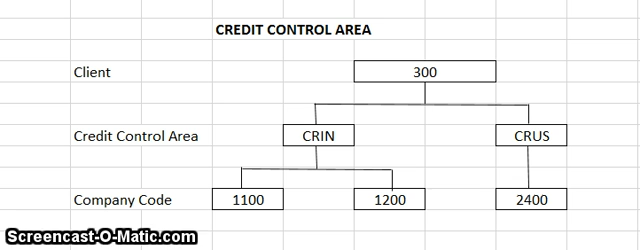 CREDIT CONTROL AREA
Client 300
Credit Control Area CRIN CRUS
Company Code 1100 1200 2400
Screencast-O-Matic.com